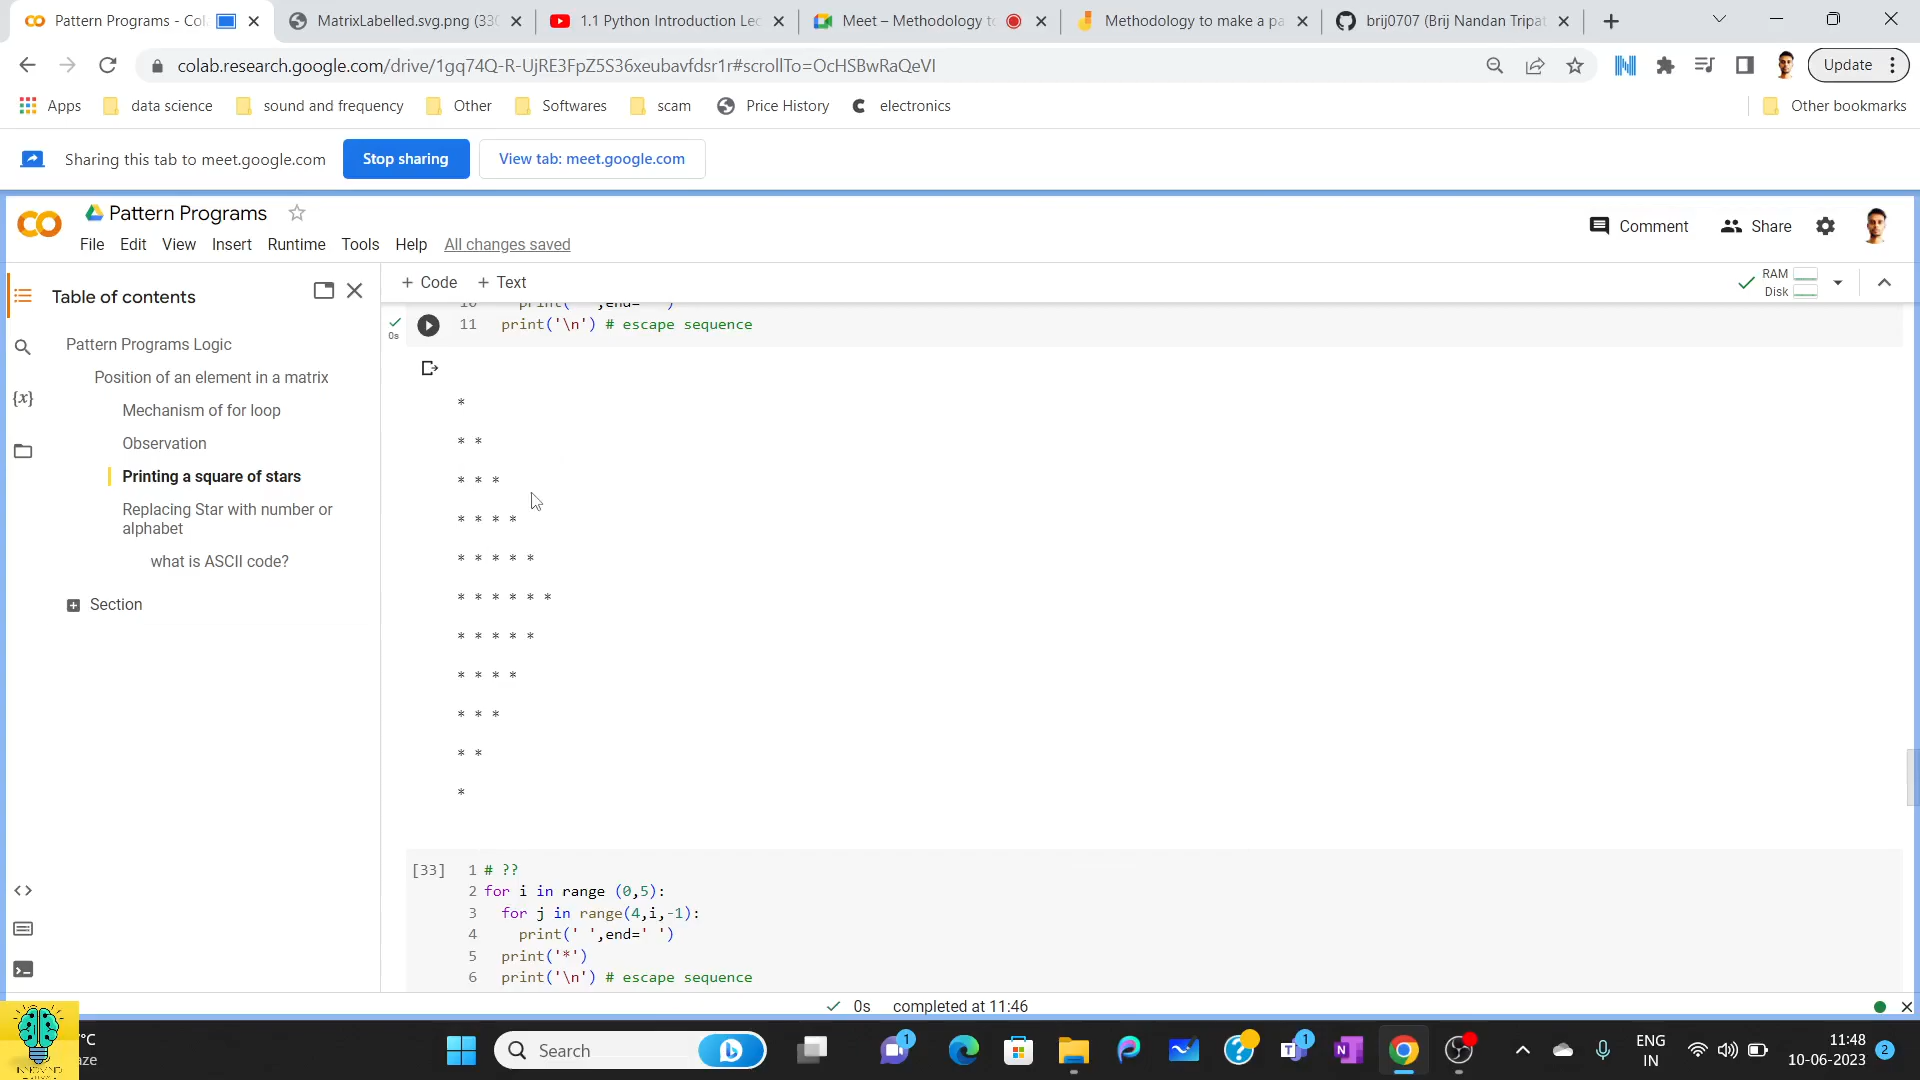 Pattern Programs - Col
MatrixLabelled.svg.png (330
1.1 Python Introduction Lec
Meet – Methodology to
Methodology to make a pa
brij0707 (Brij Nandan Tripat
colab.research.google.com/drive/1gq74Q-R-UjRE3FpZ5S36xeubavfdsr1r#scrollTo=OcHSBwRaQeVI
Update
Apps data science sound and frequency Other Softwares scam Price History electronics Other bookmarks
Sharing this tab to meet.google.com Stop sharing View tab: meet.google.com
Pattern Programs
Comment Share
File Edit View Insert Runtime Tools Help All changes saved
Table of contents
+ Code + Text
RAM
Disk
Pattern Programs Logic
Position of an element in a matrix
Mechanism of for loop
Observation
Printing a square of stars
Replacing Star with number or
alphabet
what is ASCII code?
Section
{x}
0s
11 print('\n') # escape sequence
*
* *
* * *
* * * *
* * * * *
* * * * * *
* * * * *
* * * *
* * *
* *
*
[33] 1 # ??
2 for i in range (0,5):
3 for j in range(4,i,-1):
4 print(' ',end=' ')
5 print('*')
6 print('\n') # escape sequence
0s completed at 11:46
Search
ENG
IN
11:48
10-06-2023
2